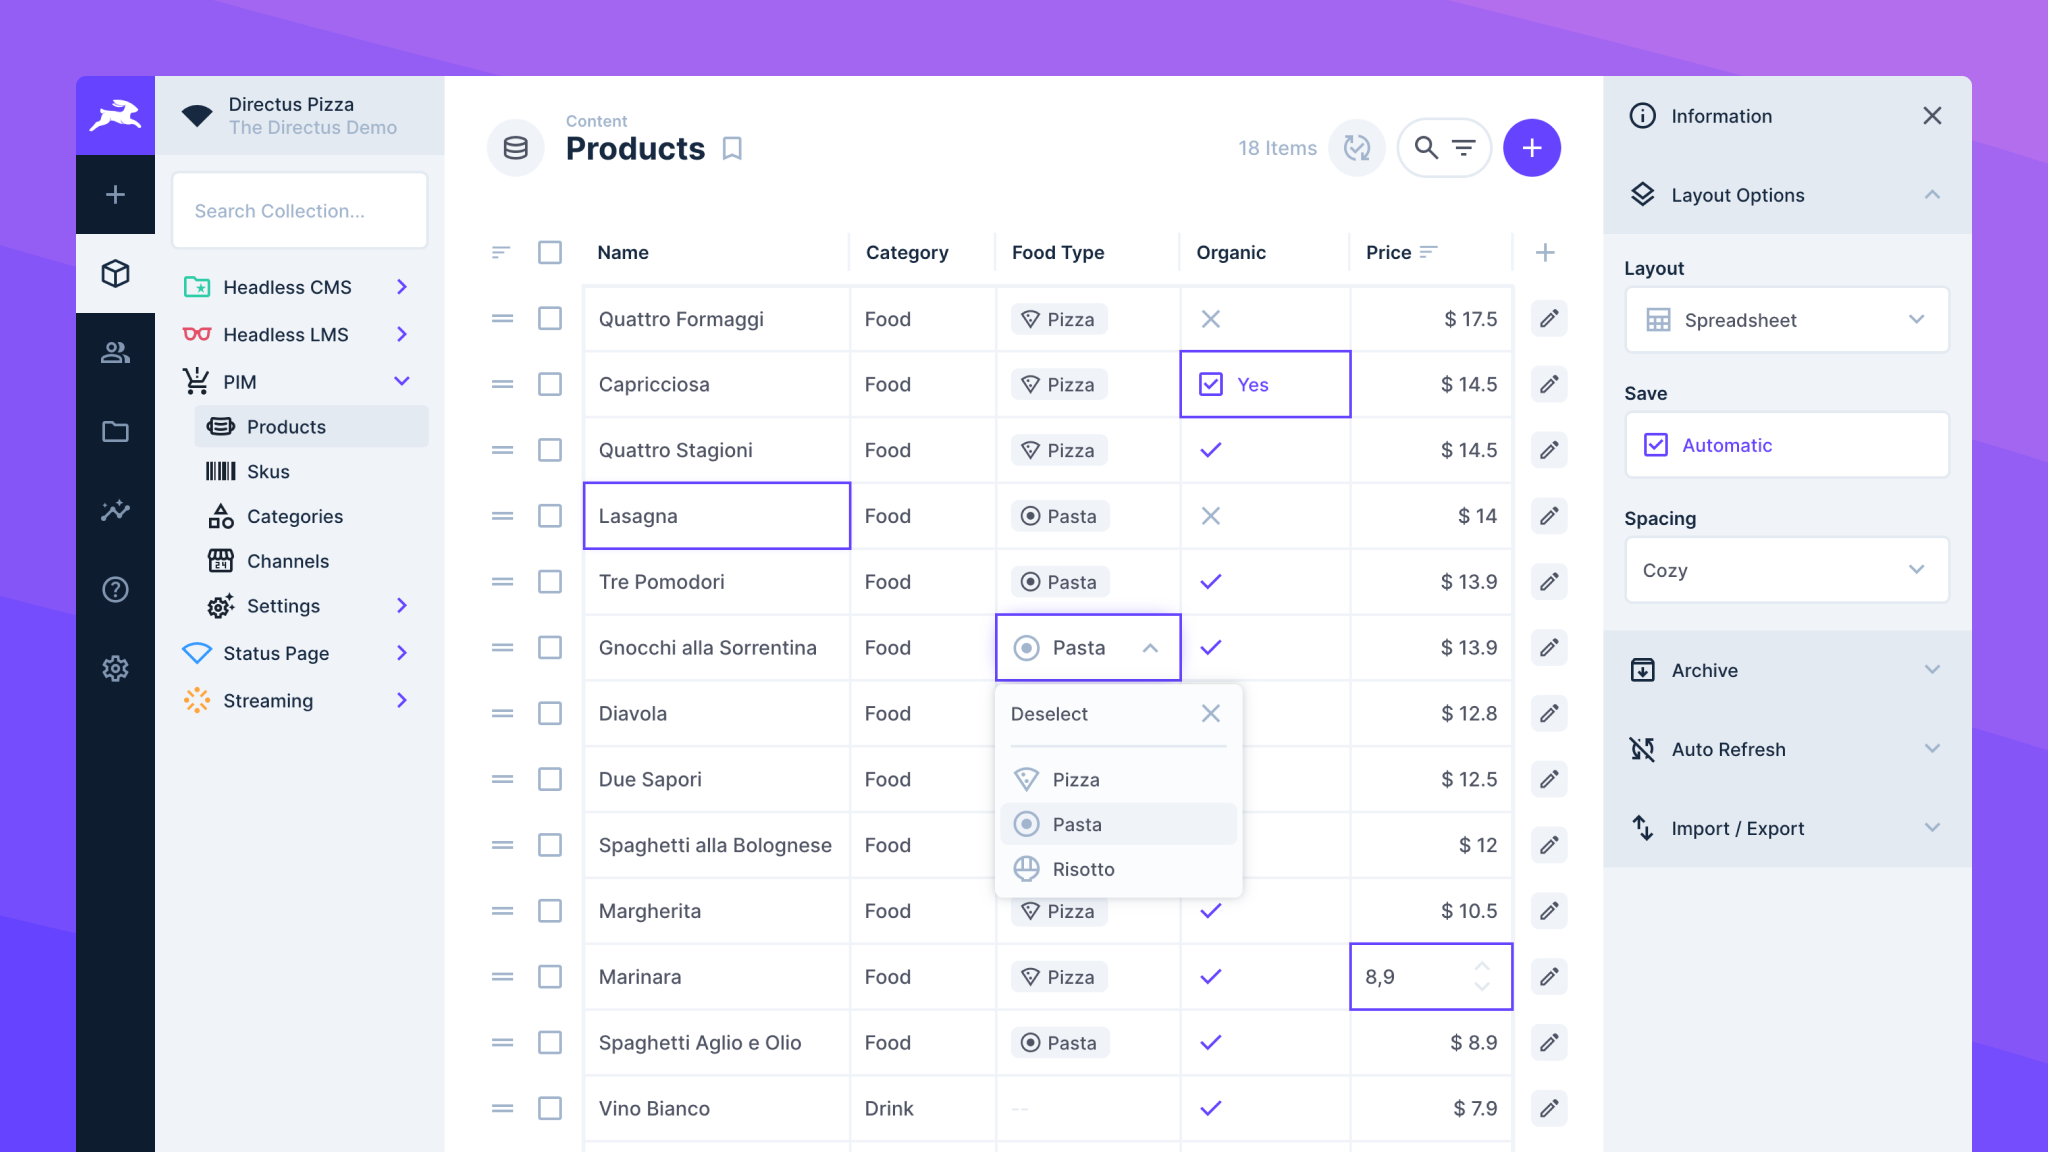 Directus Pizza
The Directus Demo
Search Collection...
Headless CMS
Headless LMS
PIM
Products
Skus
Categories
24
Channels
Settings
Status Page
Streaming
Content
Products
18 Items
Name Category Food Type Organic Price
Quattro Formaggi Food Pizza $ 17.5
Capricciosa Food Pizza Yes $ 14.5
Quattro Stagioni Food Pizza $ 14.5
Lasagna Food Pasta $ 14
Tre Pomodori Food Pasta $ 13.9
Gnocchi alla Sorrentina Food Pasta $ 13.9
Diavola Food $ 12.8
Due Sapori Food $ 12.5
Spaghetti alla Bolognese Food $ 12
Margherita Food Pizza $ 10.5
Marinara Food Pizza 8,9
Spaghetti Aglio e Olio Food Pasta $ 8.9
Vino Bianco Drink -- $ 7.9
Deselect
Pizza
Pasta
Risotto
Information
Layout Options
Layout
Spreadsheet
Save
Automatic
Spacing
Cozy
Archive
Auto Refresh
Import / Export